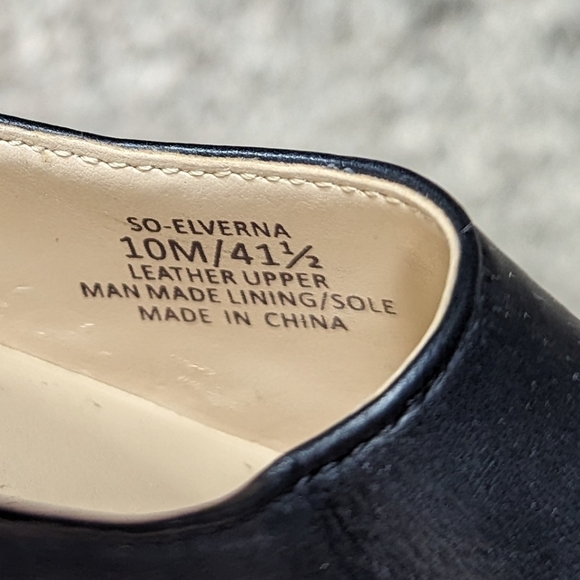 SO-ELVERNA
10M/41½
LEATHER UPPER
MAN MADE LINING/SOLE
MADE IN CHINA